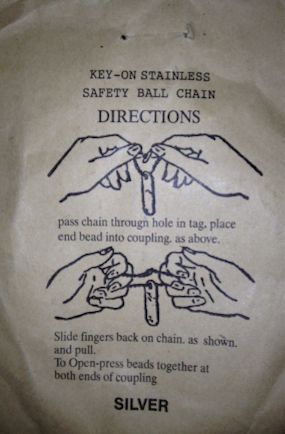 KEY-ON STAINLESS
SAFETY BALL CHAIN
DIRECTIONS
pass chain through hole in tag, place
end bead into coupling. as above.
Slide fingers back on chain. as shown.
and pull.
To Open-press beads together at
both ends of coupling
SILVER